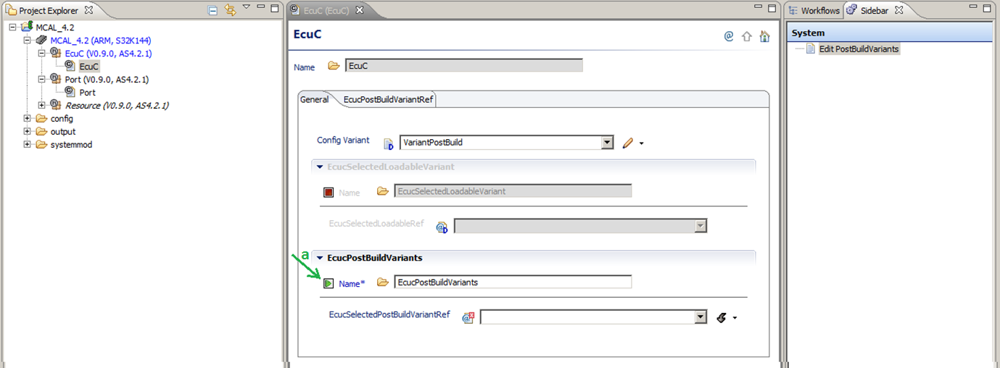 Project Explorer
MCAL_4.2
MCAL_4.2 (ARM, S32K144)
EcuC (V0.9.0, AS4.2.1)
EcuC
Port (V0.9.0, AS4.2.1)
Port
Resource (V0.9.0, AS4.2.1)
config
output
systemmod
EcuC (EcuC)
EcuC
Name EcuC
General EcucPostBuildVariantRef
Config Variant VariantPostBuild
EcucSelectedLoadableVariant
Name EcucSelectedLoadableVariant
EcucSelectedLoadableRef
a
EcucPostBuildVariants
Name* EcucPostBuildVariants
EcucSelectedPostBuildVariantRef
Workflows Sidebar
System
Edit PostBuildVariants